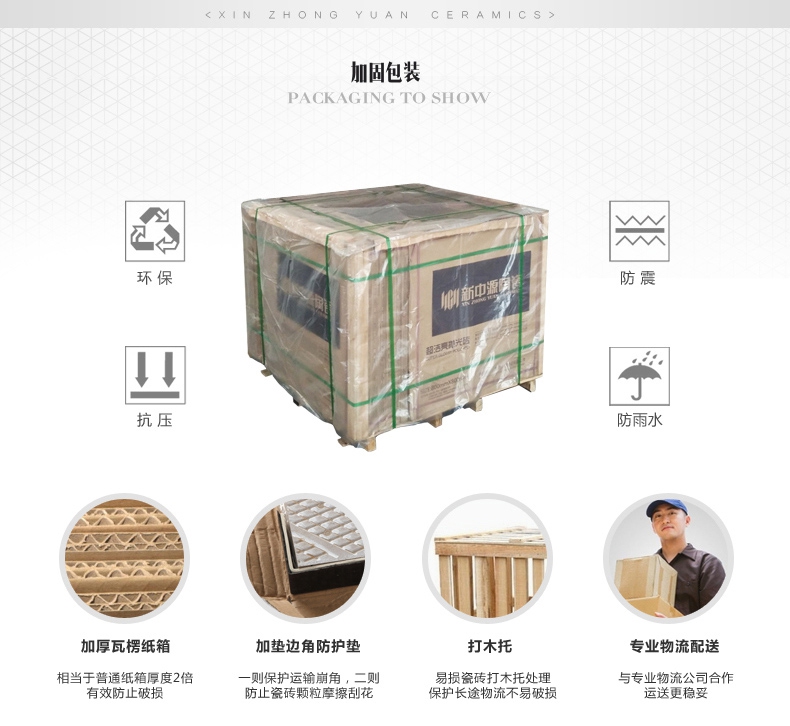 <XIN ZHONG YUAN CERAMICS>
加固包装
PACKAGING TO SHOW
环保
防震
新中源陶瓷
XIN ZHONG YUAN
抗压
防雨水
加厚瓦楞纸箱
加垫边角防护垫
打木托
专业物流配送
相当于普通纸箱厚度2倍
有效防止破损
一则保护运输崩角，二则
防止瓷砖颗粒摩擦刮花
易损瓷砖打木托处理
保护长途物流不易破损
与专业物流公司合作
运送更稳妥